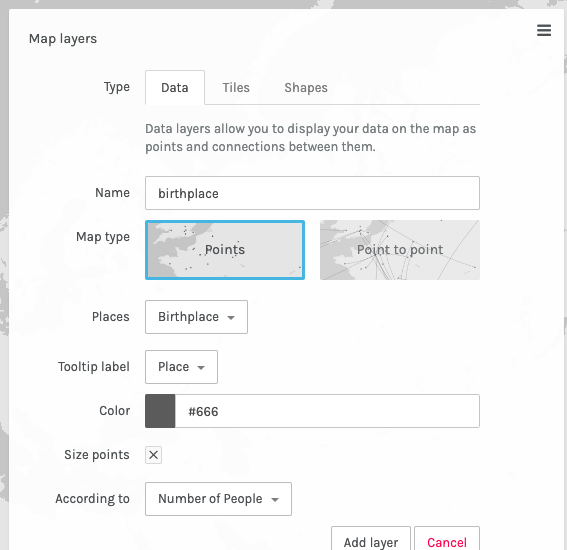 Map layers
Type Data Tiles Shapes
Data layers allow you to display your data on the map as
points and connections between them.
Name birthplace
Map type Points Point to point
Places Birthplace
Tooltip label Place
Color #666
Size points
According to Number of People
Add layer Cancel